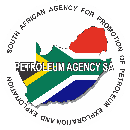 SOUTH AFRICAN AGENCY FOR PROMOTION OF PETROLEUM EXPLORATION AND EXPLOITATION
PETROLEUM AGENCY SA